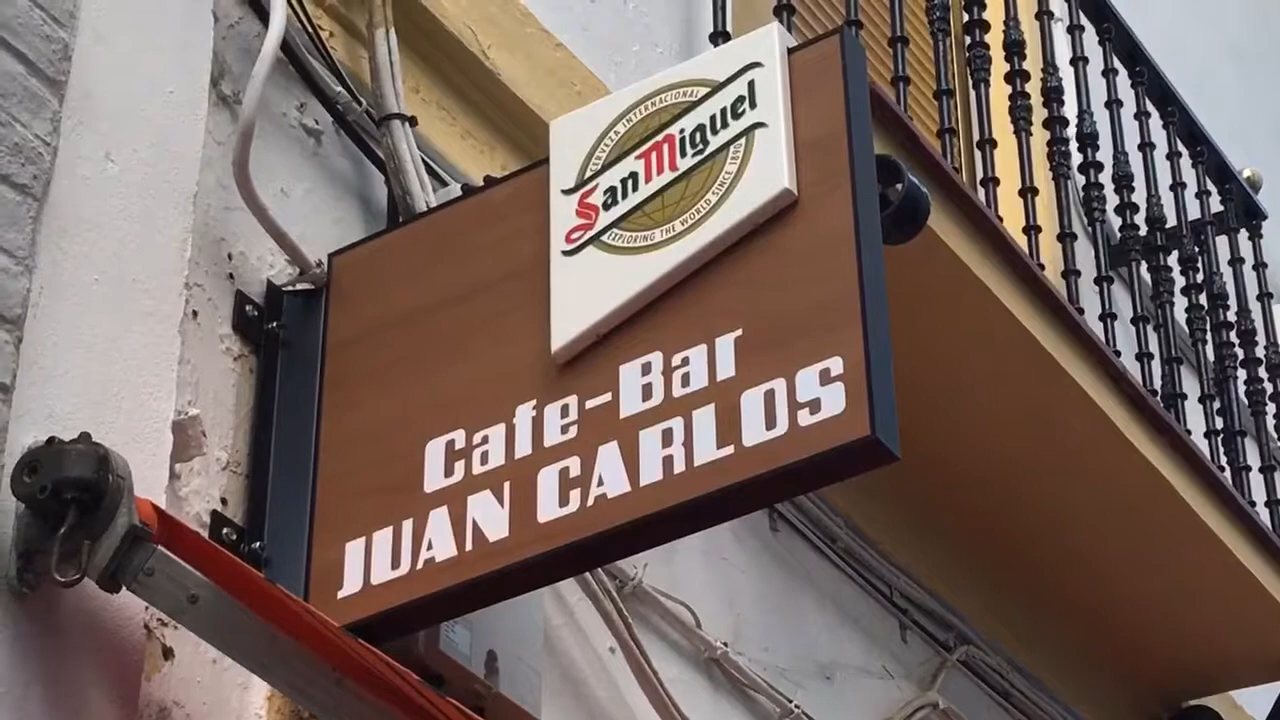 CERVEZA INTERNACIONAL
San Miguel
EXPLORING THE WORLD SINCE 1890
Cafe-Bar
JUAN CARLOS